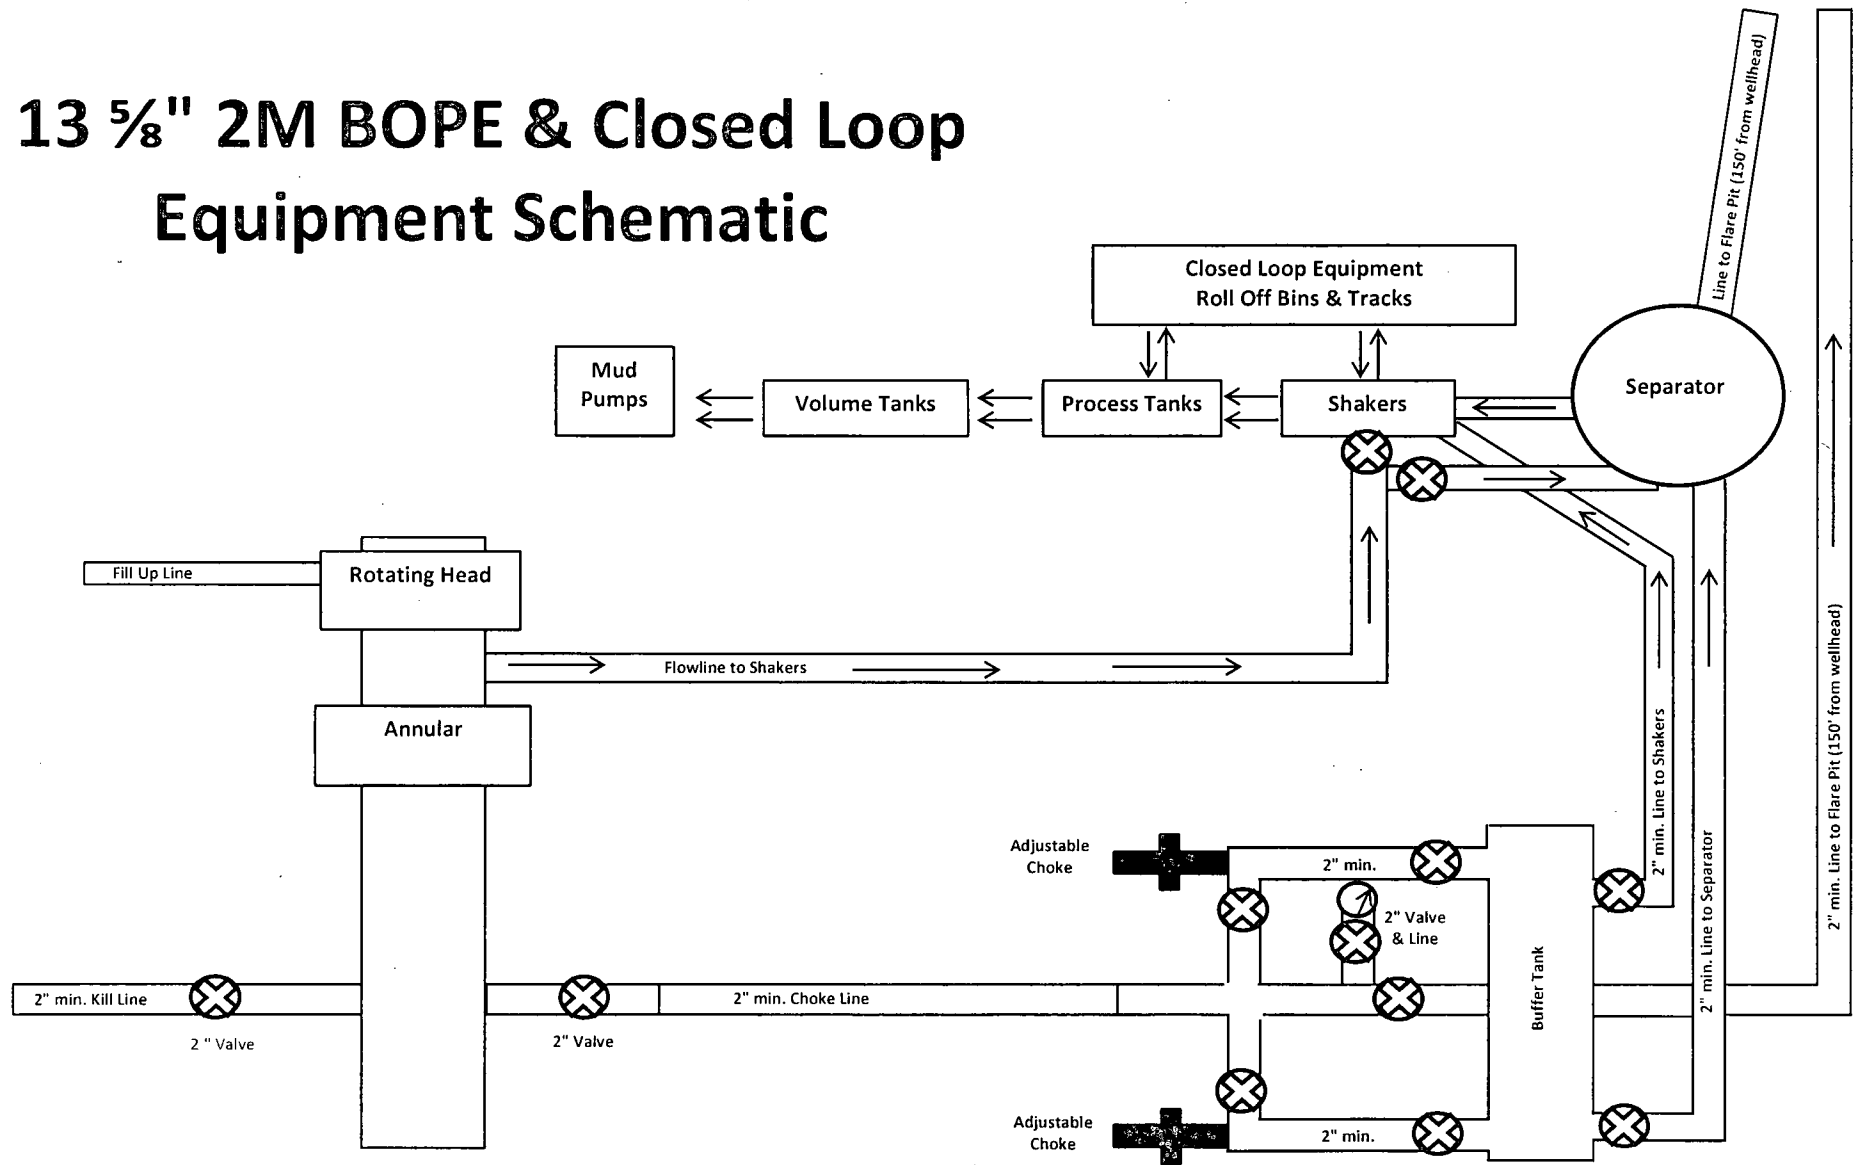 13 ⅝" 2M BOPE & Closed Loop
Equipment Schematic
Line to Flare Pit (150' from wellhead)
Closed Loop Equipment
Roll Off Bins & Tracks
Mud
Pumps
Volume Tanks
Process Tanks
Shakers
Separator
Fill Up Line
Rotating Head
Flowline to Shakers
Annular
2" min. Line to Shakers
2" min. Line to Separator
2" min. Line to Flare Pit (150' from wellhead)
Adjustable
Choke
2" min.
2" Valve
& Line
Buffer Tank
2" min. Kill Line
2 " Valve
2" Valve
2" min. Choke Line
Adjustable
Choke
2" min.